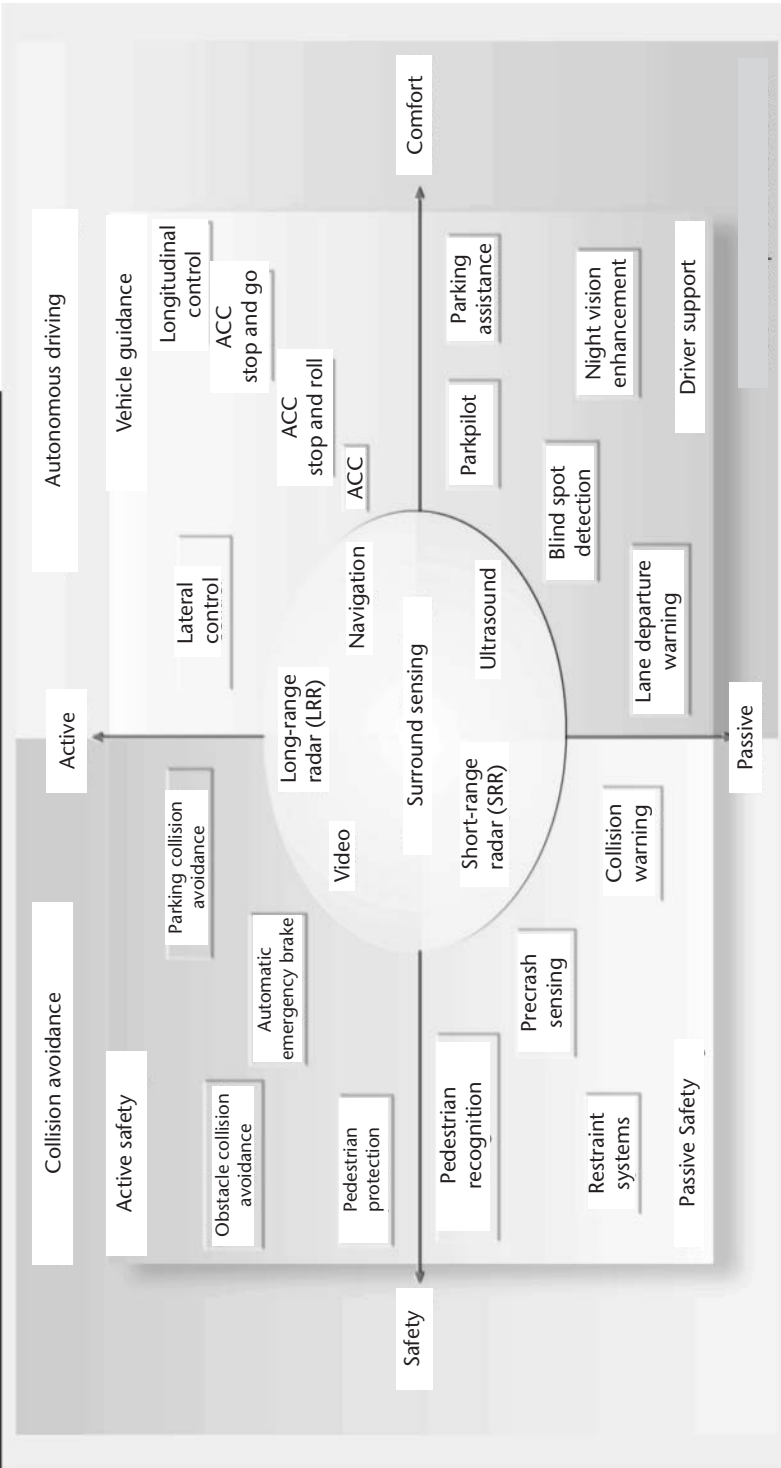 Collision avoidance
Autonomous driving
Active
Active safety
Vehicle guidance
Parking collision
avoidance
Lateral
control
Longitudinal
control
Obstacle collision
avoidance
Automatic
emergency brake
ACC
stop and go
ACC
stop and roll
Pedestrian
protection
ACC
Long-range
radar (LRR)
Video
Navigation
Safety
Surround sensing
Comfort
Short-range
radar (SRR)
Ultrasound
Pedestrian
recognition
Parkpilot
Parking
assistance
Precrash
sensing
Blind spot
detection
Night vision
enhancement
Restraint
systems
Collision
warning
Lane departure
warning
Passive Safety
Driver support
Passive